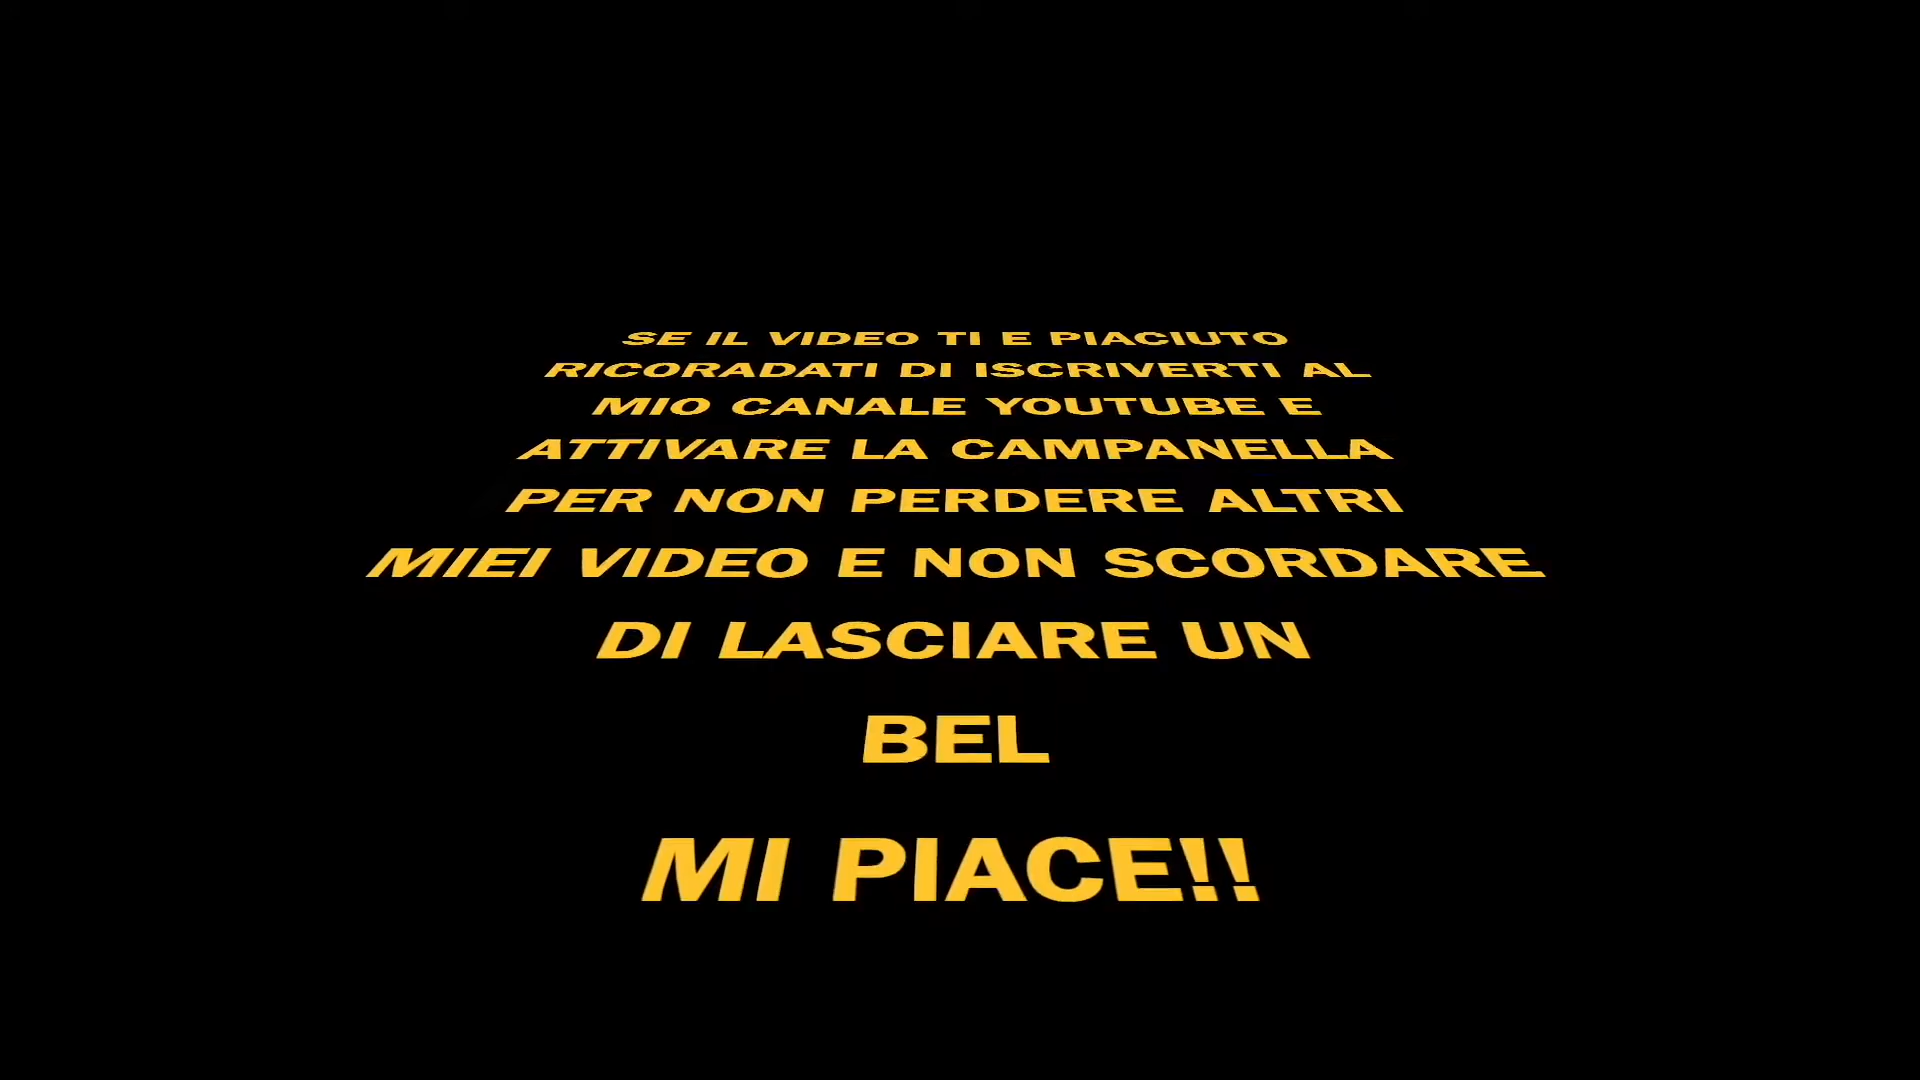 SE IL VIDEO TI E PIACIUTO
RICORADATI DI ISCRIVERTI AL
MIO CANALE YOUTUBE E
ATTIVARE LA CAMPANELLA
PER NON PERDERE ALTRI
MIEI VIDEO E NON SCORDARE
DI LASCIARE UN
BEL
MI PIACE!!